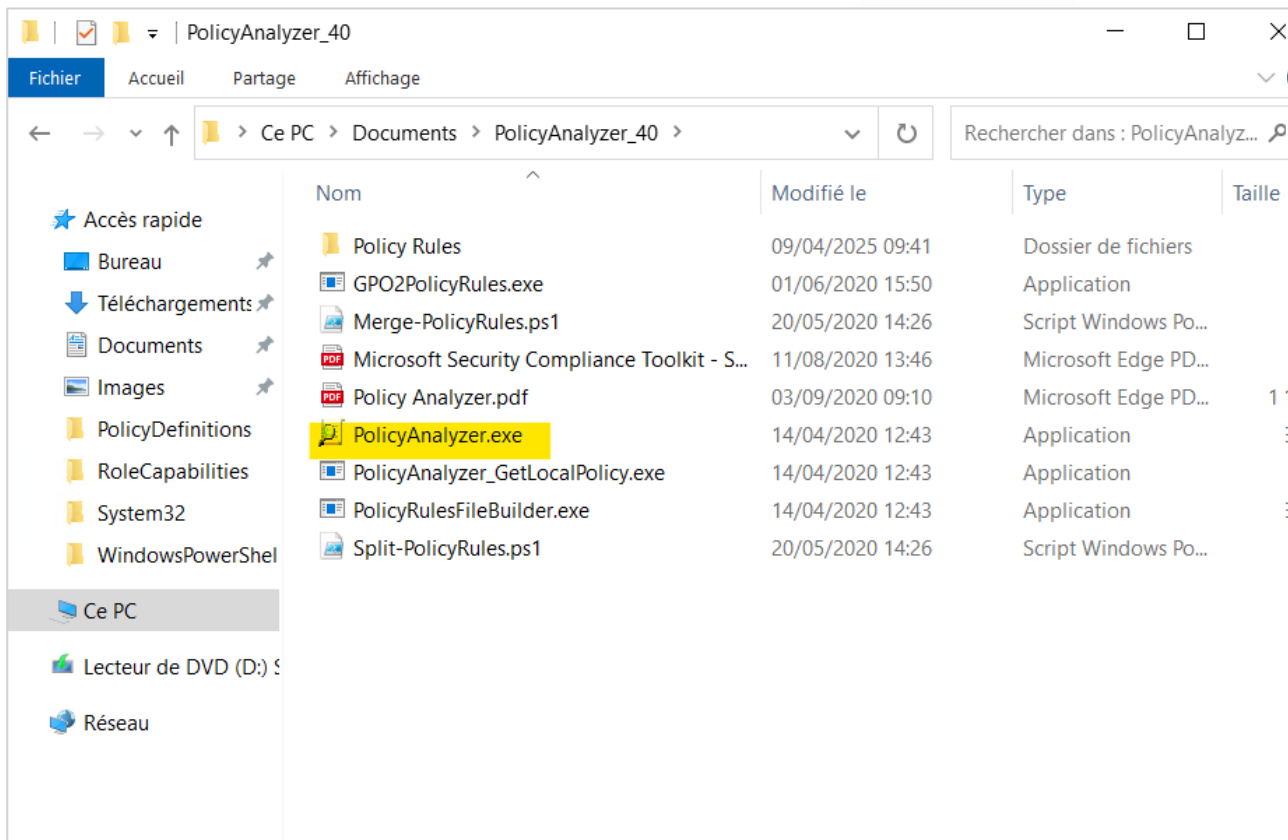 PolicyAnalyzer_40
Fichier Accueil Partage Affichage
Ce PC > Documents > PolicyAnalyzer_40 >
Rechercher dans : PolicyAnalyz...
Nom Modifié le Type Taille
Accès rapide
Bureau
Téléchargements
Documents
Images
PolicyDefinitions
RoleCapabilities
System32
WindowsPowerShel
Ce PC
Lecteur de DVD (D:) S
Réseau
Policy Rules 09/04/2025 09:41 Dossier de fichiers
GPO2PolicyRules.exe 01/06/2020 15:50 Application
Merge-PolicyRules.ps1 20/05/2020 14:26 Script Windows Po...
PDF Microsoft Security Compliance Toolkit - S... 11/08/2020 13:46 Microsoft Edge PD...
PDF Policy Analyzer.pdf 03/09/2020 09:10 Microsoft Edge PD... 1
PolicyAnalyzer.exe 14/04/2020 12:43 Application
PolicyAnalyzer_GetLocalPolicy.exe 14/04/2020 12:43 Application
PolicyRulesFileBuilder.exe 14/04/2020 12:43 Application
Split-PolicyRules.ps1 20/05/2020 14:26 Script Windows Po...